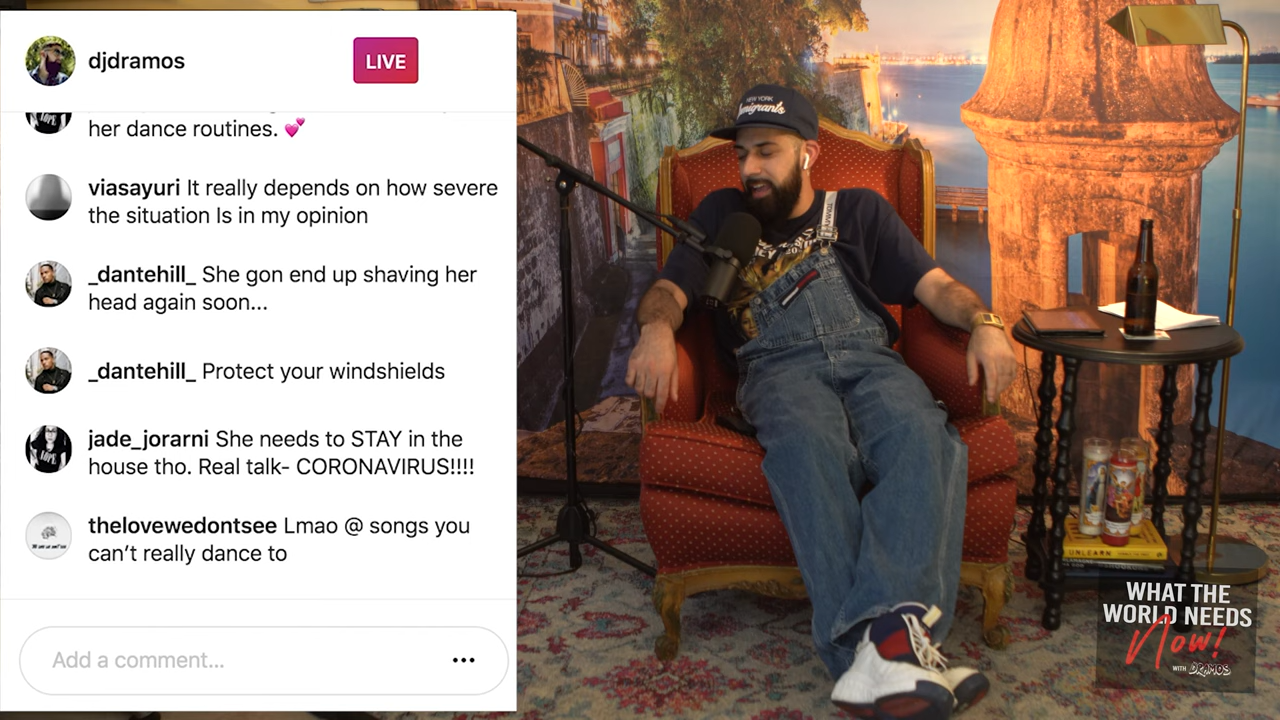 djdramos
LIVE
her dance routines. 💕
viasayuri It really depends on how severe
the situation Is in my opinion
_dantehill_ She gon end up shaving her
head again soon...
_dantehill_ Protect your windshields
jade_jorarni She needs to STAY in the
house tho. Real talk- CORONAVIRUS!!!!
thelovewedontsee Lmao @ songs you
can’t really dance to
Add a comment...
NEW YORK
Immigrants
TOMMY
UNLEARN
WHAT THE
WORLD NEEDS
Now!
WITH DRAMOS